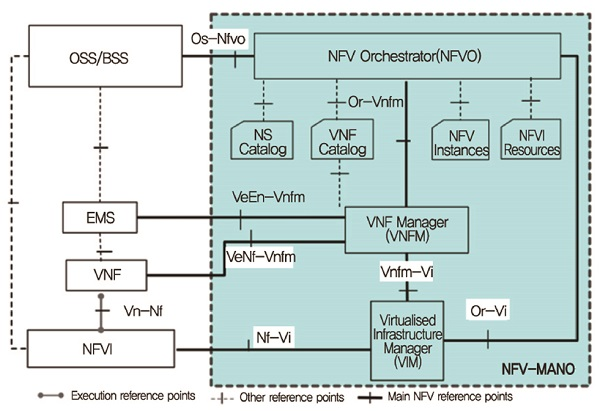 Os-Nfvo
OSS/BSS
NFV Orchestrator(NFVO)
Or-Vnfm
NS
Catalog
VNF
Catalog
NFV
Instances
NFVI
Resources
VeEn-Vnfm
EMS
VNF Manager
(VNFM)
VeNf-Vnfm
VNF
Vnfm-Vi
Vn-Nf
Virtualised
Infrastructure
Manager
(VIM)
Or-Vi
Nf-Vi
NFVI
NFV-MANO
Execution reference points
Other reference points
Main NFV reference points